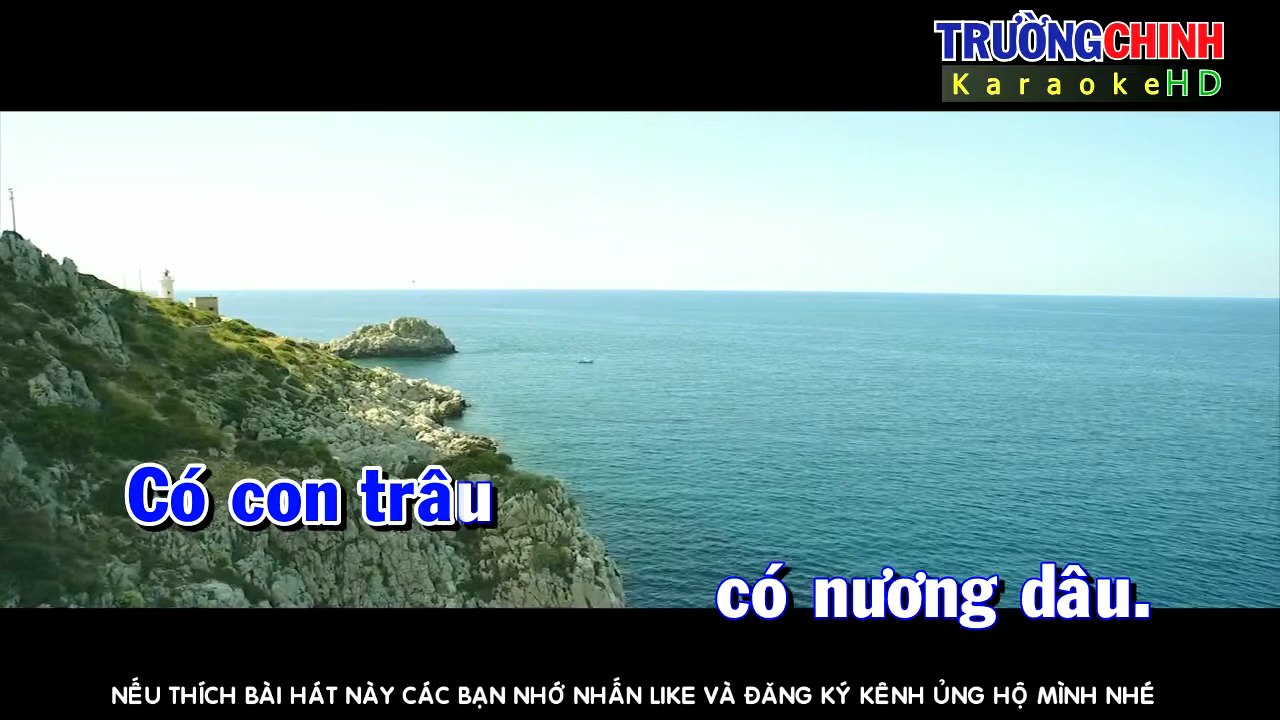 TRƯỜNGCHINH
KaraokeHD
Có con trâu
có nương dâu.
NẾU THÍCH BÀI HÁT NÀY CÁC BẠN NHỚ NHẤN LIKE VÀ ĐĂNG KÝ KÊNH ỦNG HỘ MÌNH NHÉ